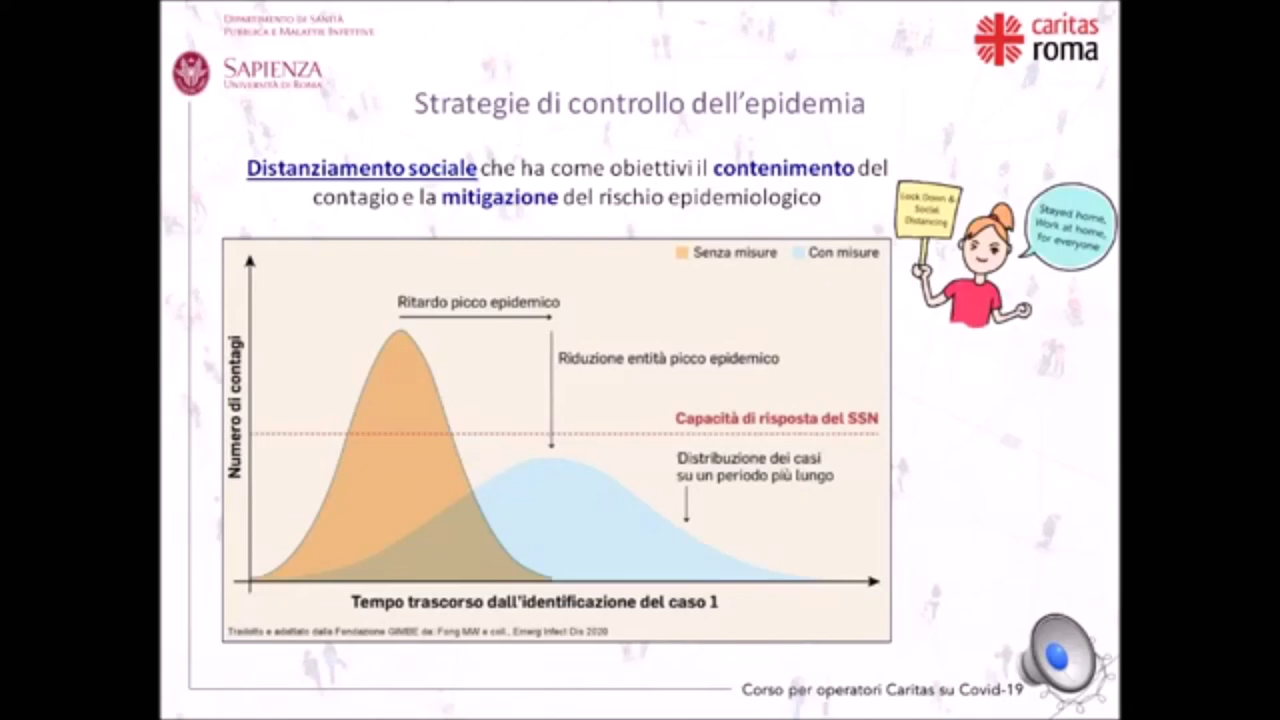 DIPARTIMENTO DI SANITÀ
PUBBLICA E MALATTIE INFETTIVE
SAPIENZA
UNIVERSITÀ DI ROMA
caritas
roma
Strategie di controllo dell'epidemia
Distanziamento sociale che ha come obiettivi il contenimento del
contagio e la mitigazione del rischio epidemiologico
Lock Down &
Social
Distancing
Stayed home,
Work at home,
for everyone
Senza misure
Con misure
Ritardo picco epidemico
Riduzione entità picco epidemico
Capacità di risposta del SSN
Distribuzione dei casi
su un periodo più lungo
Numero di contagi
Tempo trascorso dall'identificazione del caso 1
Tradotto e adattato dalla Fondazione GIMBE da: Fong MW e coll., Emerg Infect Dis 2020
Corso per operatori Caritas su Covid-19